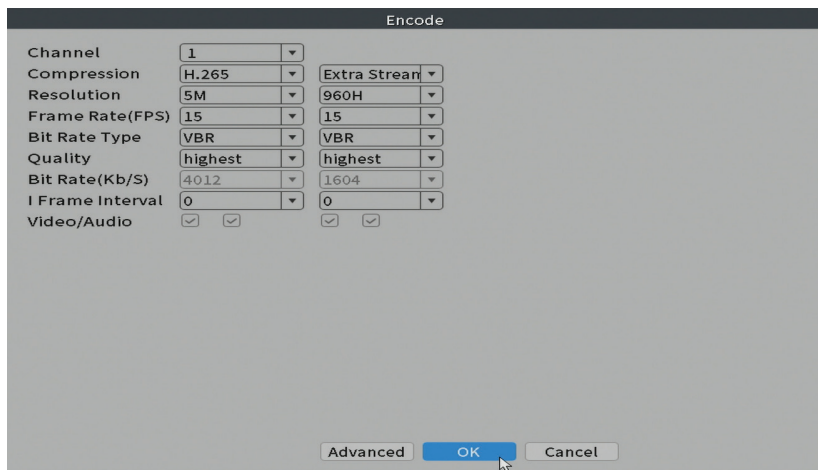 Encode
Channel 1
Compression H.265 Extra Stream
Resolution 5M 960H
Frame Rate(FPS) 15 15
Bit Rate Type VBR VBR
Quality highest highest
Bit Rate(Kb/S) 4012 1604
I Frame Interval 0 0
Video/Audio
Advanced OK Cancel